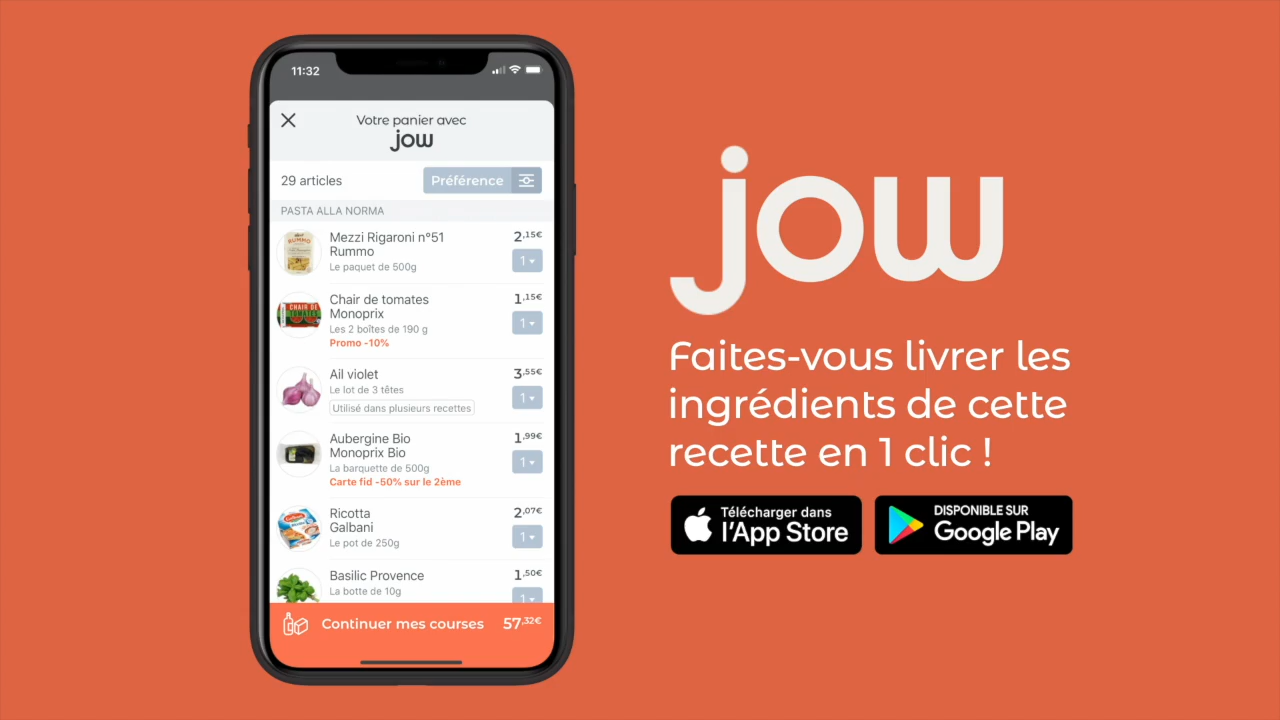 11:32
Votre panier avec
jow
29 articles
Préférence
PASTA ALLA NORMA
Mezzi Rigaroni n°51
Rummo
Le paquet de 500g
2,15€
1
RUMMO
Chair de tomates
Monoprix
Les 2 boîtes de 190 g
Promo -10%
1,15€
1
CHAIR DE
TOMATES
Ail violet
Le lot de 3 têtes
Utilisé dans plusieurs recettes
3,55€
1
Aubergine Bio
Monoprix Bio
La barquette de 500g
Carte fid -50% sur le 2ème
1,99€
1
Ricotta
Galbani
Le pot de 250g
2,07€
1
Basilic Provence
La botte de 10g
1,50€
1
Continuer mes courses 57,32€
jow
Faites-vous livrer les
ingrédients de cette
recette en 1 clic !
Télécharger dans
l'App Store
DISPONIBLE SUR
Google Play